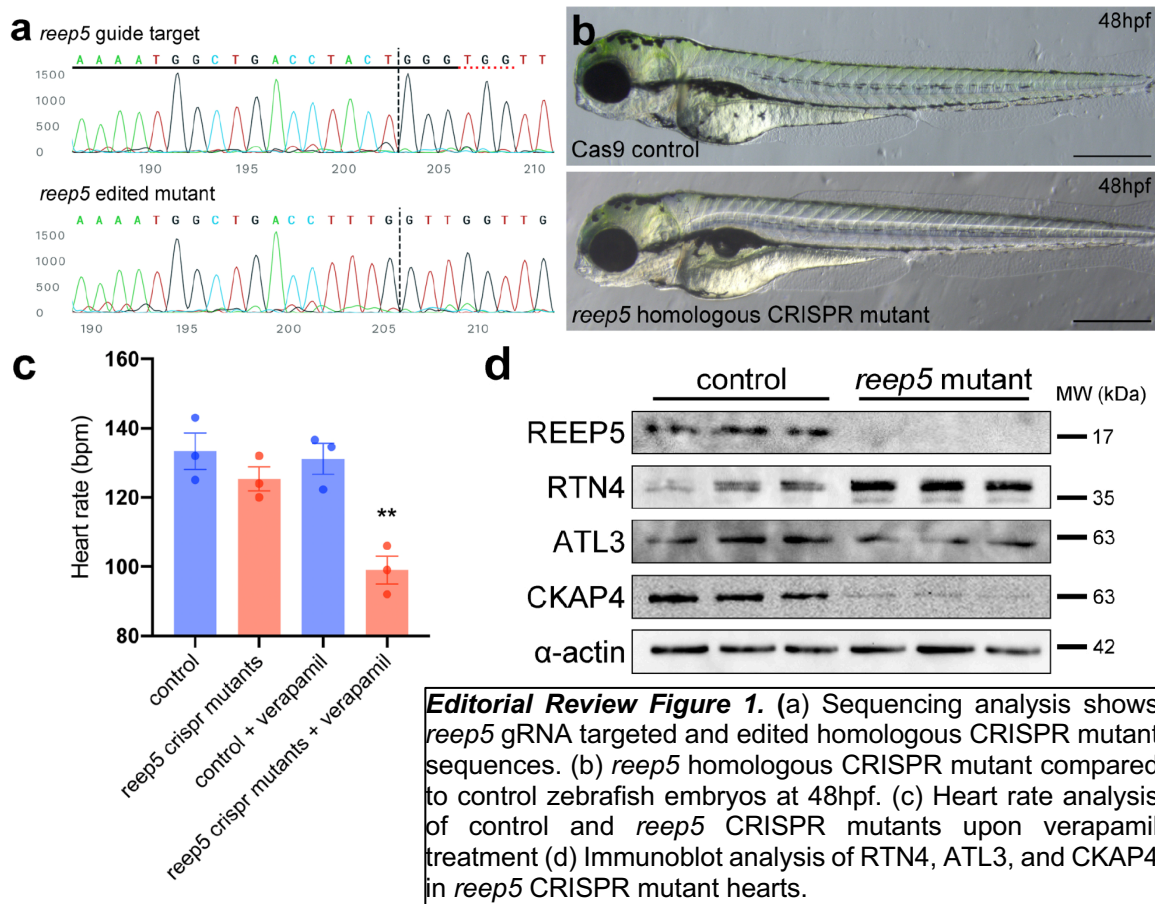 a
reep5 guide target
A A A A T G G C T G A C C T A C T G G G T G G T T
1500
1000
500
0
190 195 200 205 210
reep5 edited mutant
A A A A T G G C T G A C C T T T G G T T G G T T G
1500
1000
500
0
190 195 200 205 210
b
48hpf
Cas9 control
48hpf
reep5 homologous CRISPR mutant
c
Heart rate (bpm)
160
140
120
100
80
**
control
reep5 crispr mutants
control + verapamil
reep5 crispr mutants + verapamil
d
control reep5 mutant MW (kDa)
REEP5 17
RTN4 35
ATL3 63
CKAP4 63
α-actin 42
Editorial Review Figure 1. (a) Sequencing analysis shows
reep5 gRNA targeted and edited homologous CRISPR mutant
sequences. (b) reep5 homologous CRISPR mutant compared
to control zebrafish embryos at 48hpf. (c) Heart rate analysis
of control and reep5 CRISPR mutants upon verapamil
treatment (d) Immunoblot analysis of RTN4, ATL3, and CKAP4
in reep5 CRISPR mutant hearts.